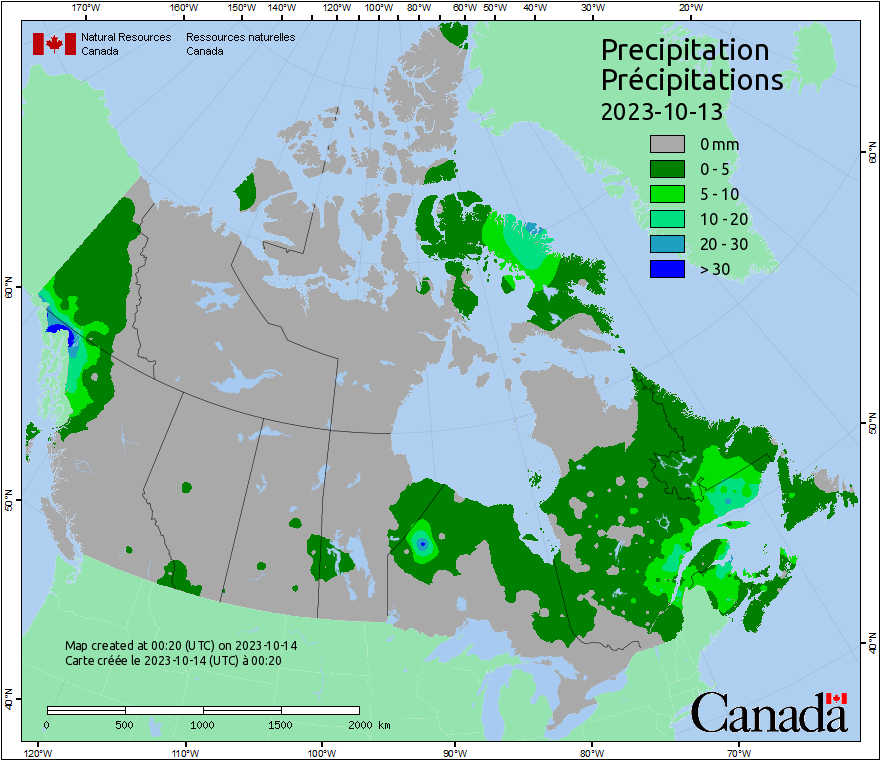 170°W 160°W 150°W 140°W 120°W 110°W 100°W 90°W 80°W 60°W 50°W 40°W 30°W 20°W
Natural Resources Ressources naturelles
Canada Canada
Precipitation
Précipitations
2023-10-13
0 mm
0 - 5
5 - 10
10 - 20
20 - 30
> 30
60°N
60°N
50°N
50°N
40°N
40°N
Map created at 00:20 (UTC) on 2023-10-14
Carte créée le 2023-10-14 (UTC) à 00:20
0 500 1000 1500 2000 km
Canada
120°W 110°W 100°W 90°W 80°W 70°W